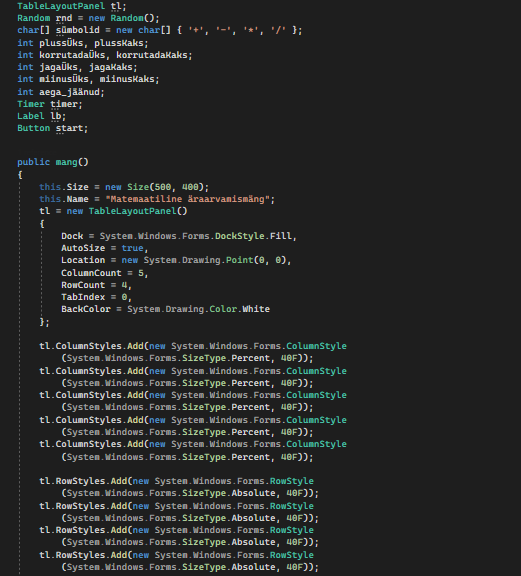 TableLayoutPanel tl;
Random rnd = new Random();
char[] sümbolid = new char[] { '+', '-', '*', '/' };
int plussÜks, plussKaks;
int korrutadaÜks, korrutadaKaks;
int jagaÜks, jagaKaks;
int miinusÜks, miinusKaks;
int aega_jäänud;
Timer timer;
Label lb;
Button start;
public mang()
{
this.Size = new Size(500, 400);
this.Name = "Matemaatiline äraarvamismäng";
tl = new TableLayoutPanel()
{
Dock = System.Windows.Forms.DockStyle.Fill,
AutoSize = true,
Location = new System.Drawing.Point(0, 0),
ColumnCount = 5,
RowCount = 4,
TabIndex = 0,
BackColor = System.Drawing.Color.White
};
tl.ColumnStyles.Add(new System.Windows.Forms.ColumnStyle
(System.Windows.Forms.SizeType.Percent, 40F));
tl.ColumnStyles.Add(new System.Windows.Forms.ColumnStyle
(System.Windows.Forms.SizeType.Percent, 40F));
tl.ColumnStyles.Add(new System.Windows.Forms.ColumnStyle
(System.Windows.Forms.SizeType.Percent, 40F));
tl.ColumnStyles.Add(new System.Windows.Forms.ColumnStyle
(System.Windows.Forms.SizeType.Percent, 40F));
tl.ColumnStyles.Add(new System.Windows.Forms.ColumnStyle
(System.Windows.Forms.SizeType.Percent, 40F));
tl.RowStyles.Add(new System.Windows.Forms.RowStyle
(System.Windows.Forms.SizeType.Absolute, 40F));
tl.RowStyles.Add(new System.Windows.Forms.RowStyle
(System.Windows.Forms.SizeType.Absolute, 40F));
tl.RowStyles.Add(new System.Windows.Forms.RowStyle
(System.Windows.Forms.SizeType.Absolute, 40F));
tl.RowStyles.Add(new System.Windows.Forms.RowStyle
(System.Windows.Forms.SizeType.Absolute, 40F));